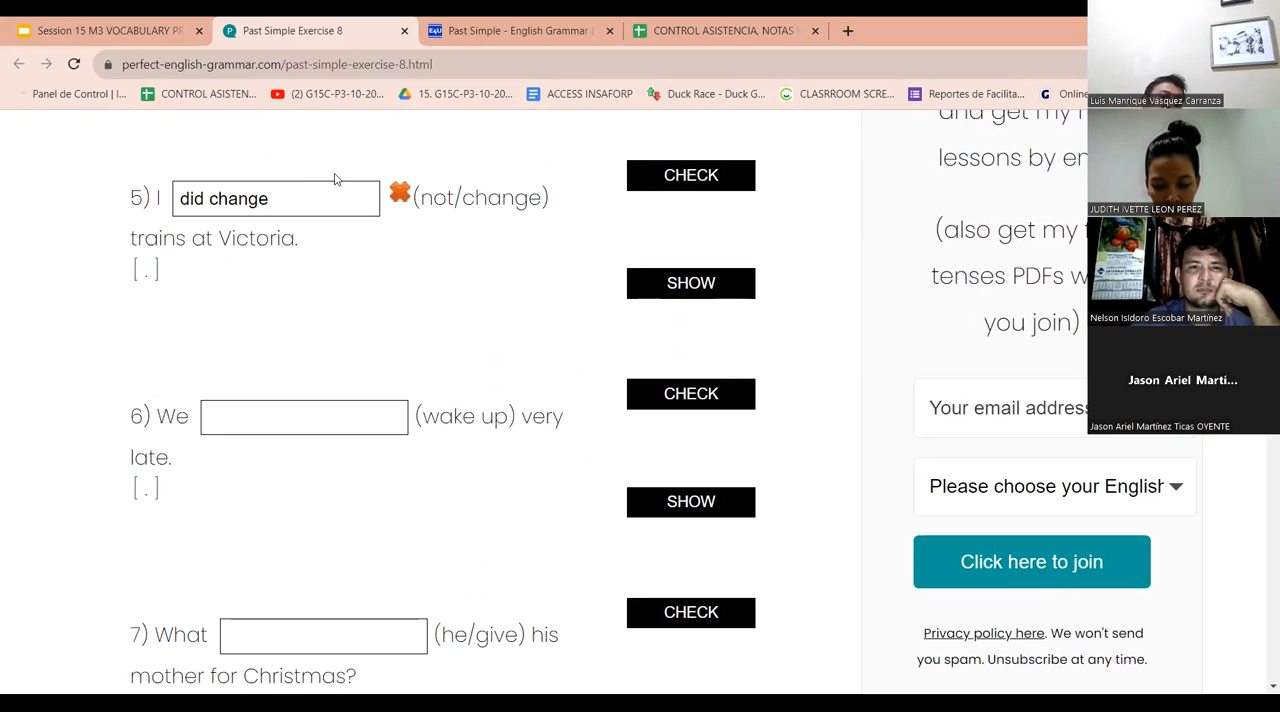 Session 15 M3 VOCABULARY PR
Past Simple Exercise 8
Past Simple - English Grammar E
CONTROL ASISTENCIA, NOTAS Y
perfect-english-grammar.com/past-simple-exercise-8.html
Panel de Control | I...
CONTROL ASISTEN...
(2) G15C-P3-10-20...
15. G15C-P3-10-20...
ACCESS INSAFORP
Duck Race - Duck G...
CLASRROOM SCRE...
Reportes de Facilita...
Online
5) I did change (not/change)
trains at Victoria.
[ . ]
CHECK
SHOW
6) We (wake up) very
late.
[ . ]
CHECK
SHOW
7) What (he/give) his
mother for Christmas?
CHECK
and get my
lessons by em
(also get my
tenses PDFs w
you join)
Your email address
Please choose your English
Click here to join
Privacy policy here. We won't send
you spam. Unsubscribe at any time.
Luis Manrique Vásquez Carranza
JUDITH IVETTE LEON PEREZ
Nelson Isidoro Escobar Martínez
Jason Ariel Martí...
Jason Ariel Martínez Ticas OYENTE